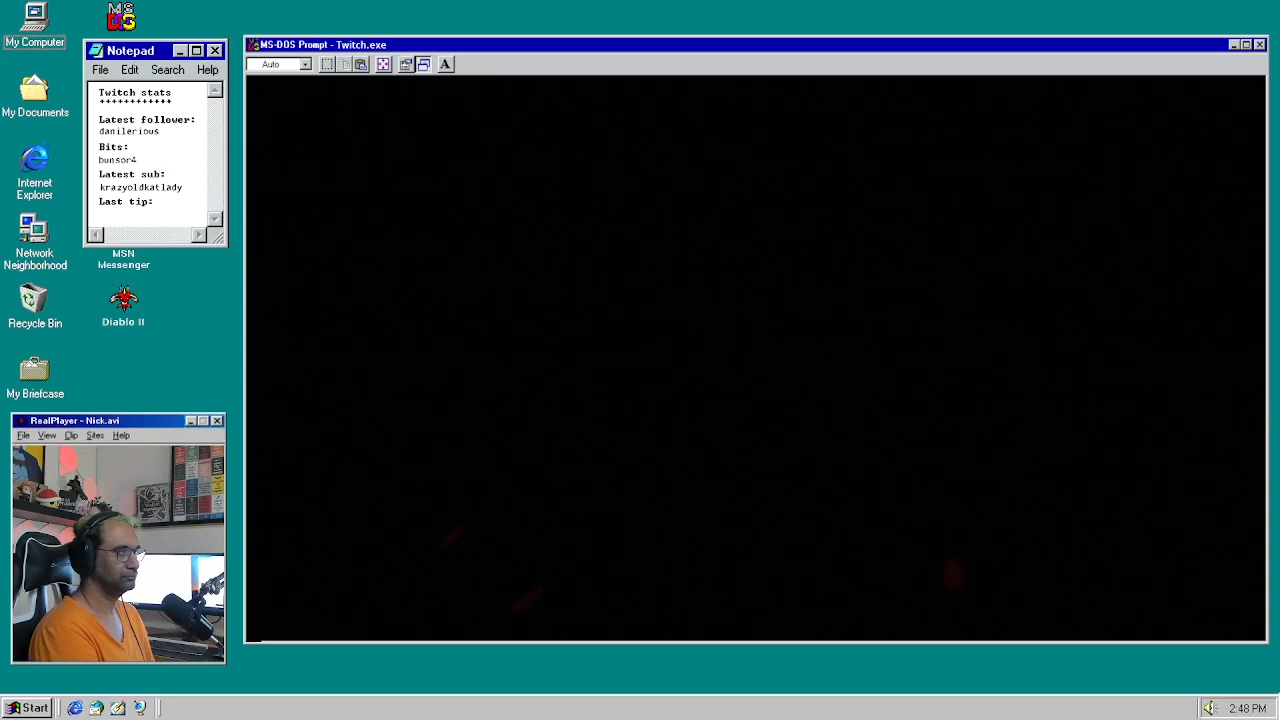 My Computer
My Documents
Internet
Explorer
Network
Neighborhood
Recycle Bin
My Briefcase
MS
DOS
Notepad
File Edit Search Help
Twitch stats
++++++++++++
Latest follower:
danilerious
Bits:
bunsor4
Latest sub:
krazyoldkatlady
Last tip:
MSN
Messenger
Diablo II
RealPlayer - Nick.avi
File View Clip Sites Help
MS-DOS Prompt - Twitch.exe
Auto
A
Start
2:48 PM